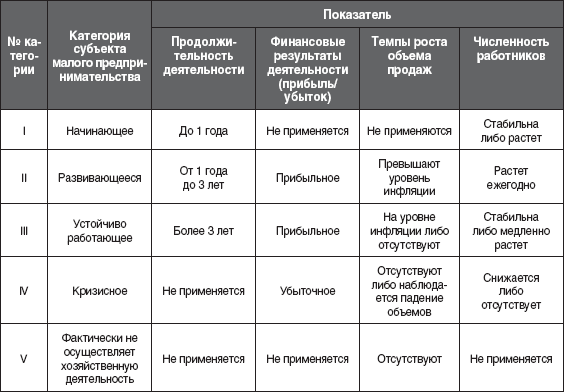 Показатель
№ ка-
тего-
рии
Категория
субъекта
малого предпри-
нимательства
Продолжи-
тельность
деятельности
Финансовые
результаты
деятельности
(прибыль/
убыток)
Темпы роста
объема
продаж
Численность
работников
I
Начинающее
До 1 года
Не применяется
Не применяются
Стабильна
либо растет
II
Развивающееся
От 1 года
до 3 лет
Прибыльное
Превышают
уровень
инфляции
Растет
ежегодно
III
Устойчиво
работающее
Более 3 лет
Прибыльное
На уровне
инфляции либо
отсутствуют
Стабильна
либо медленно
растет
IV
Кризисное
Не применяется
Убыточное
Отсутствуют
либо наблюда-
ется падение
объемов
Снижается
либо
отсутствует
V
Фактически не
осуществляет
хозяйственную
деятельность
Не применяется
Не применяется
Отсутствуют
Не применяется